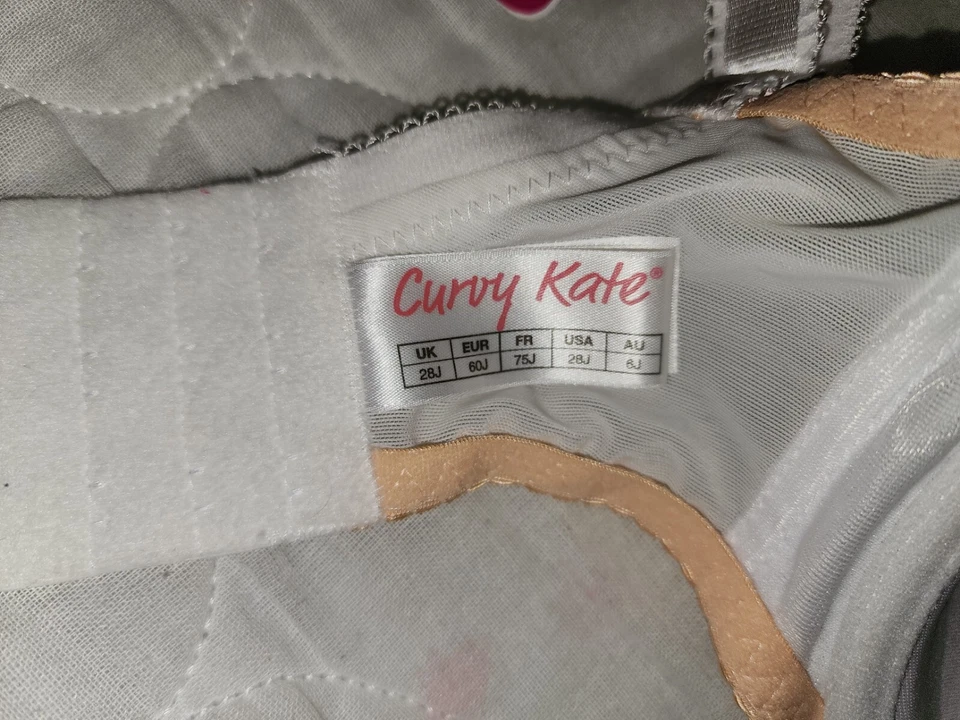 Curvy Kate®
UK EUR FR USA AU
28J 60J 75J 28J 6J